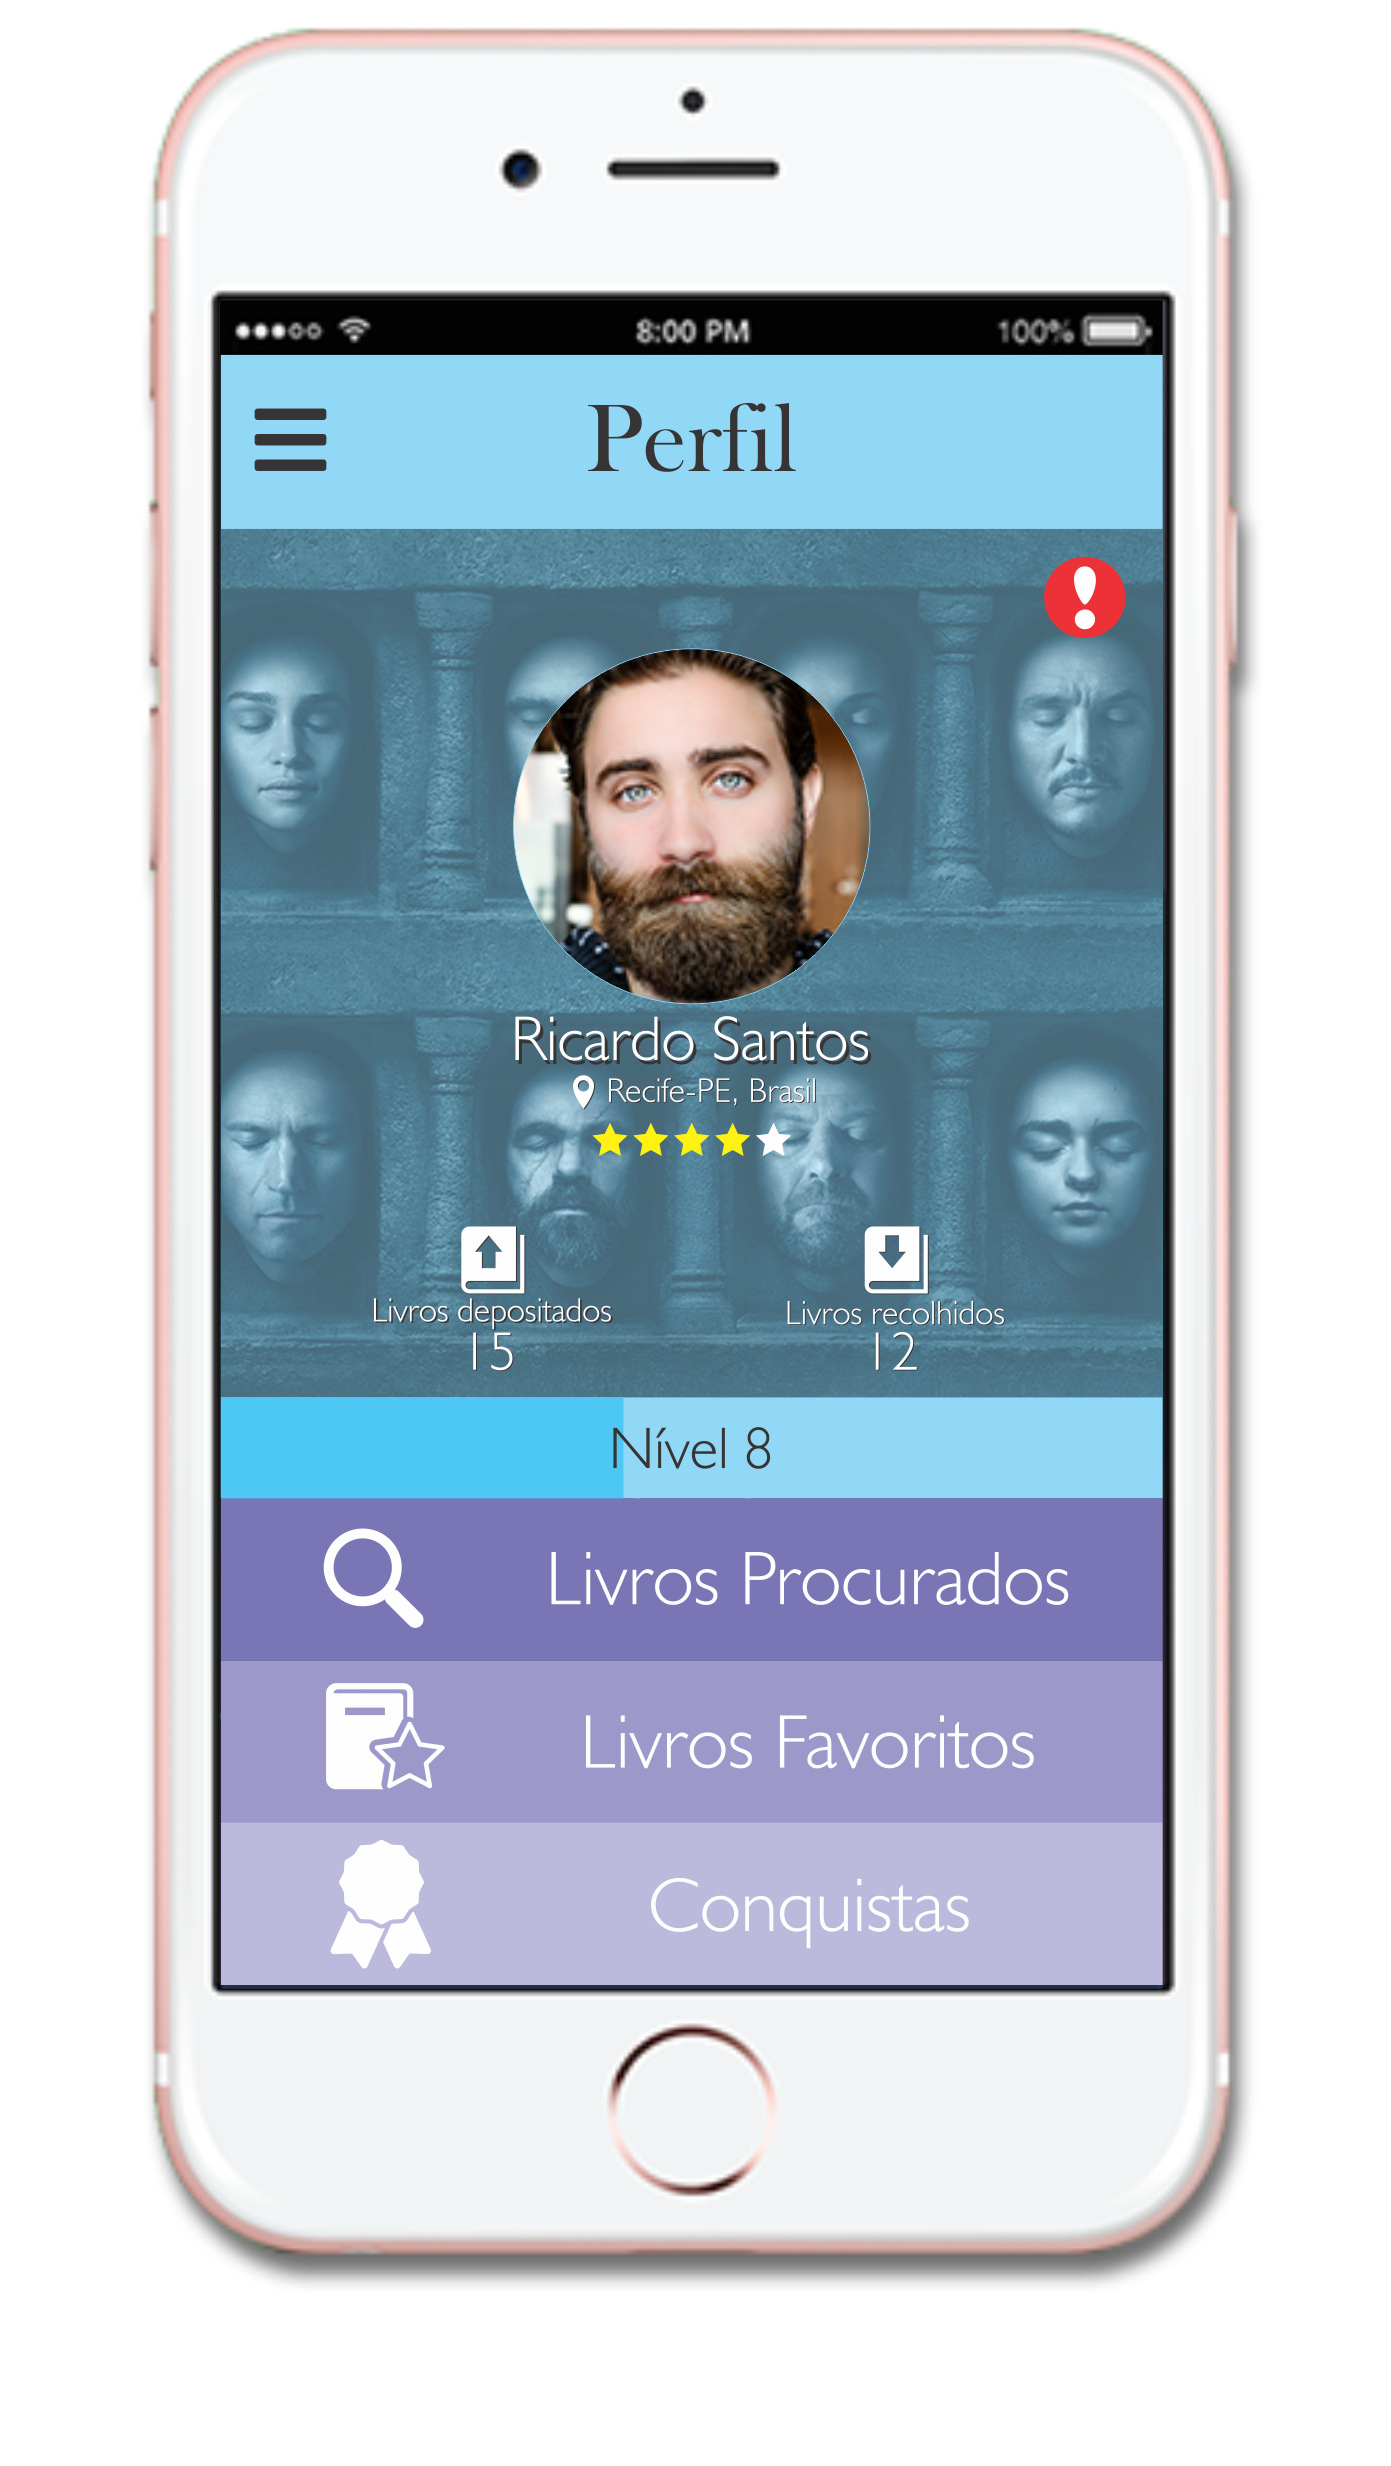 8:00 PM
100%
Perfil
Ricardo Santos
Recife-PE, Brasil
Livros depositados
15
Livros recolhidos
12
Nível 8
Livros Procurados
Livros Favoritos
Conquistas